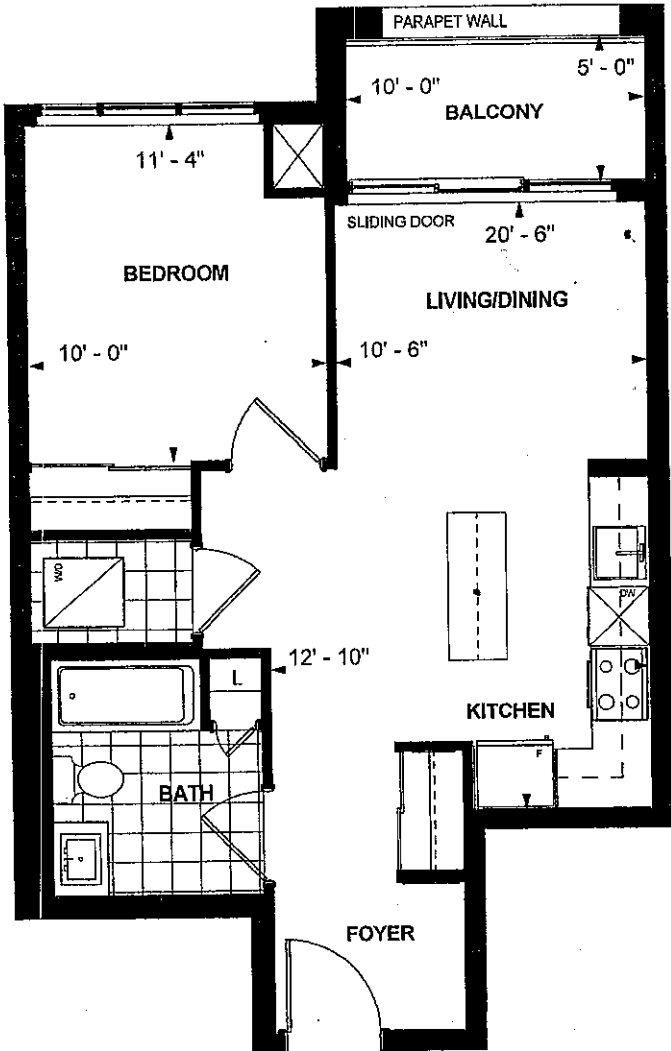 PARAPET WALL
5' - 0"
10' - 0"
BALCONY
11' - 4"
SLIDING DOOR
20' - 6"
BEDROOM
LIVING/DINING
10' - 0"
10' - 6"
DW
12' - 10"
L
KITCHEN
F
BATH
FOYER